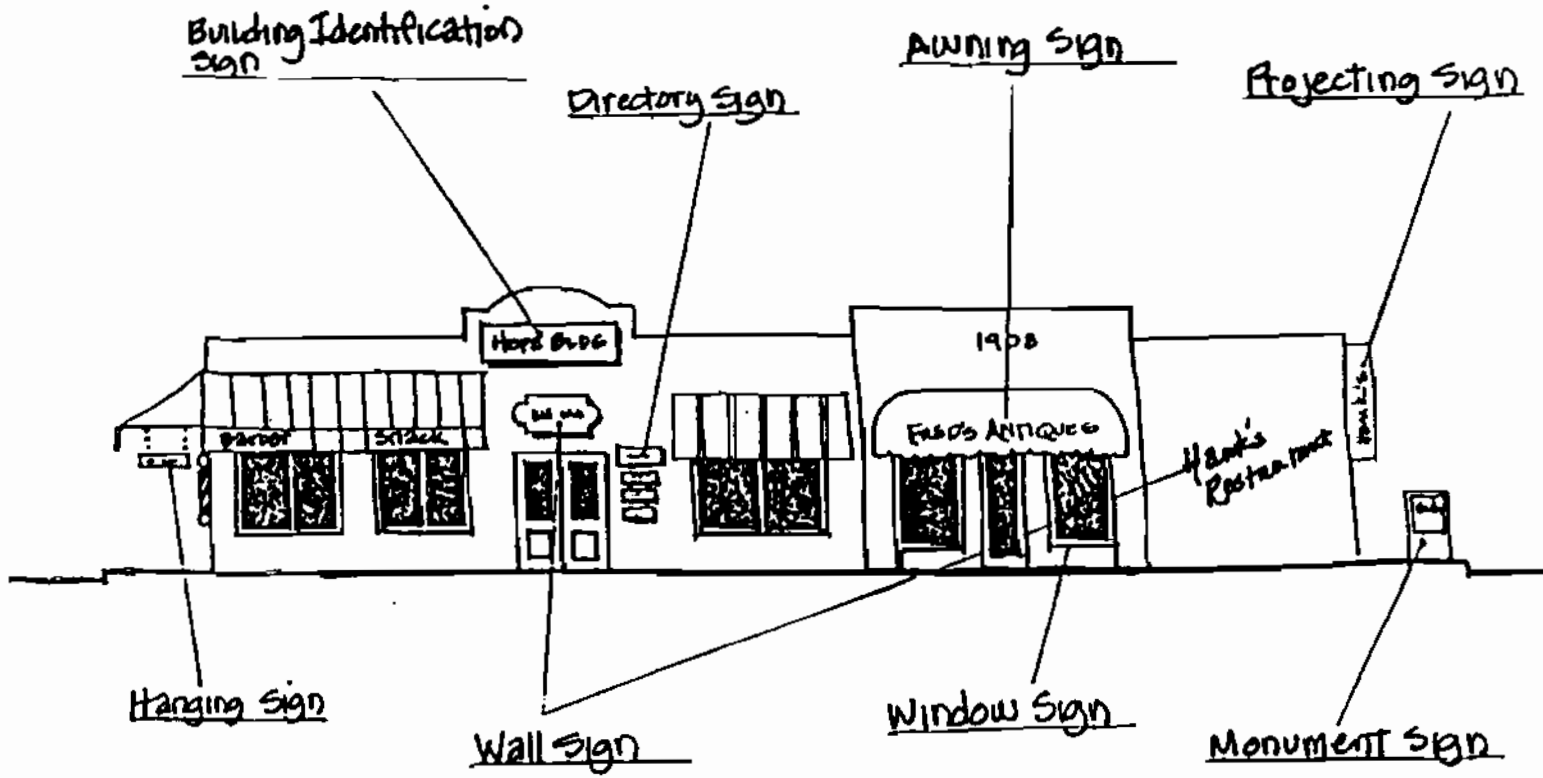 Building Identification
Sign
Directory Sign
Awning Sign
Projecting Sign
Hope BLDG
1908
Barber
FRED'S ANTIQUES
Hank's
Restaurant
Hank's
Hanging Sign
Wall Sign
Window Sign
Monument Sign